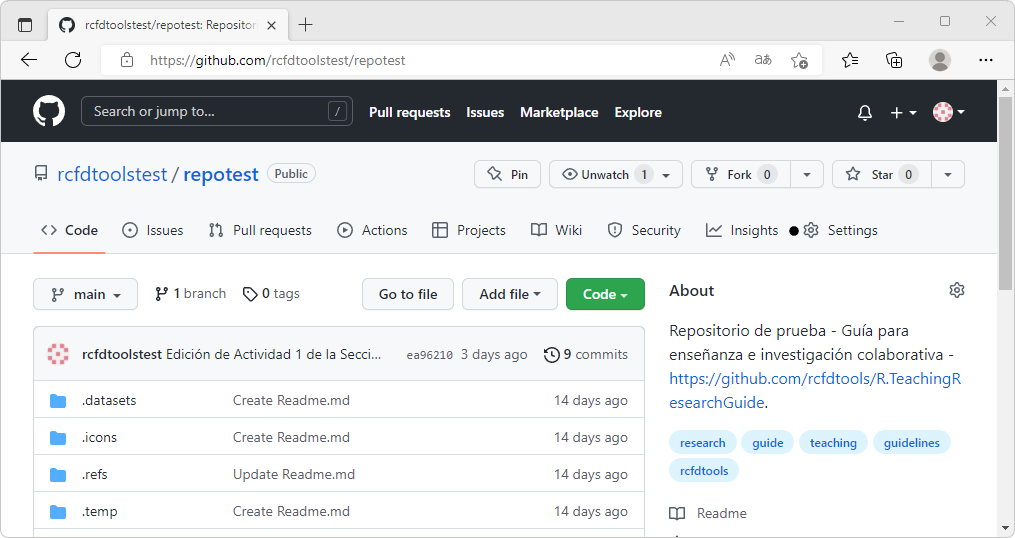 rcfdtoolstest/repotest: Repositor
https://github.com/rcfdtoolstest/repotest
Search or jump to... /
Pull requests Issues Marketplace Explore
rcfdtoolstest / repotest Public
Pin Unwatch 1 Fork 0 Star 0
Code Issues Pull requests Actions Projects Wiki Security Insights Settings
main 1 branch 0 tags Go to file Add file Code
rcfdtoolstest Edición de Actividad 1 de la Secci... ea96210 3 days ago 9 commits
.datasets Create Readme.md 14 days ago
.icons Create Readme.md 14 days ago
.refs Update Readme.md 14 days ago
.temp Create Readme.md 14 days ago
About
Repositorio de prueba - Guía para
enseñanza e investigación colaborativa -
https://github.com/rcfdtools/R.TeachingR
esearchGuide.
research guide teaching guidelines
rcfdtools
Readme